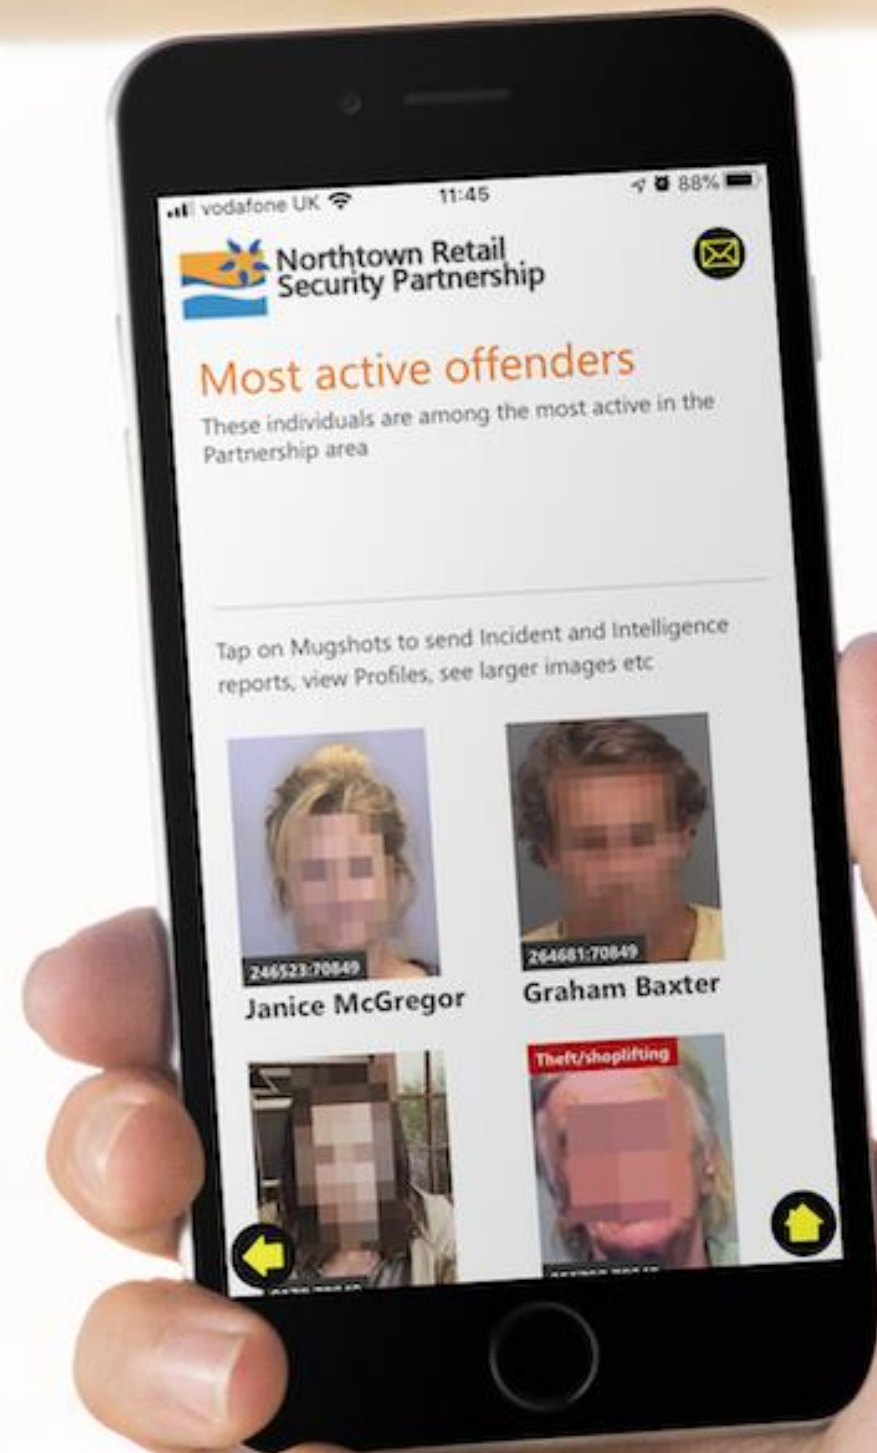 vodafone UK
11:45
88%
Northtown Retail
Security Partnership
Most active offenders
These individuals are among the most active in the
Partnership area
Tap on Mugshots to send Incident and Intelligence
reports, view Profiles, see larger images etc
246523:70849
264681:70849
Janice McGregor
Graham Baxter
Theft/shoplifting